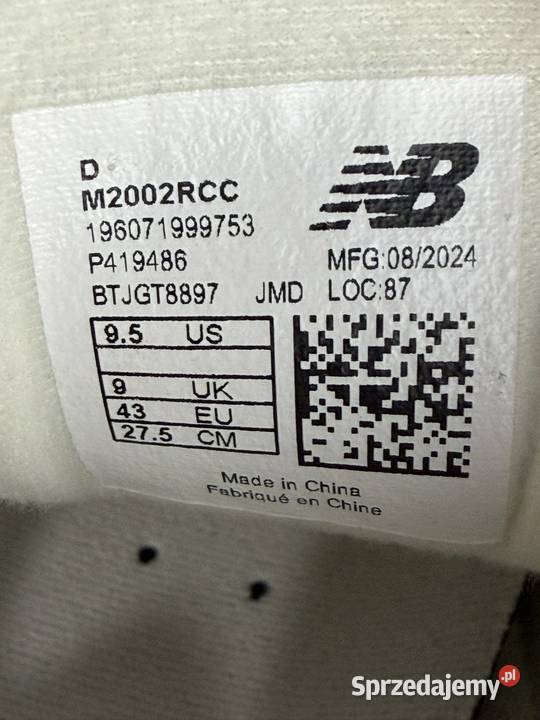 D
M2002RCC
196071999753
P419486
MFG:08/2024
BTJGT8897 JMD LOC:87
NB
9.5 US
9 UK
43 EU
27.5 CM
Made in China
Fabriqué en Chine
Sprzedajemy.pl